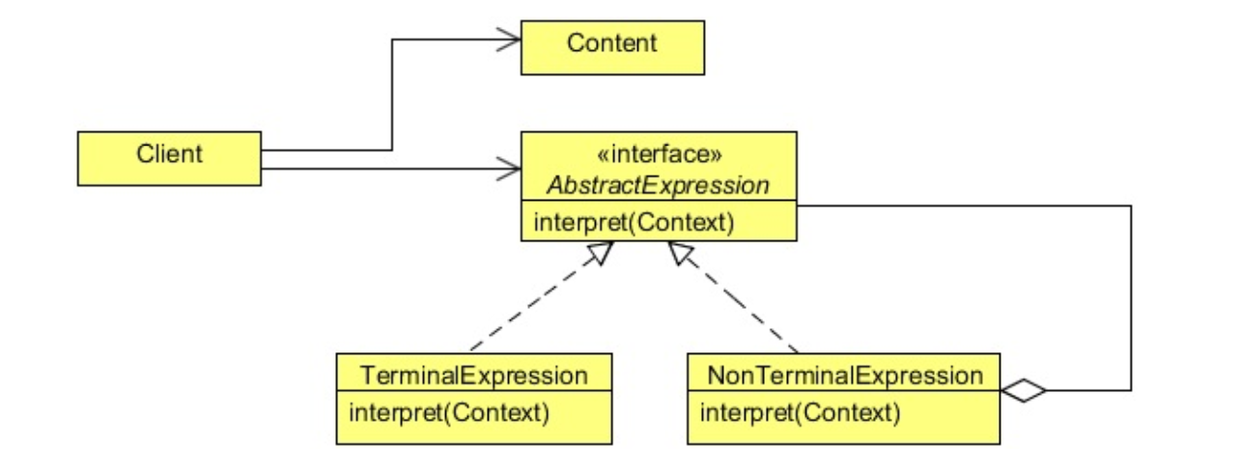 Content
Client
«interface»
AbstractExpression
interpret(Context)
TerminalExpression
interpret(Context)
NonTerminalExpression
interpret(Context)